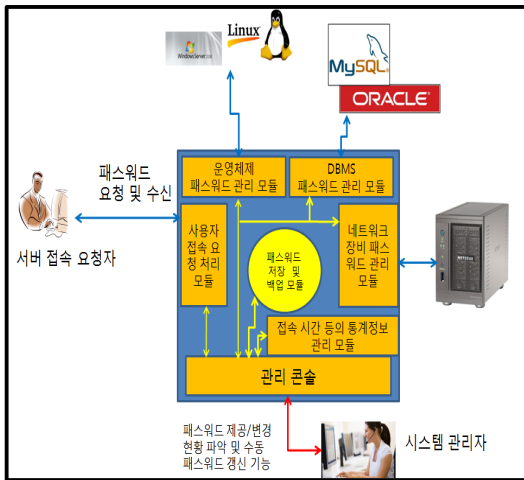 Linux
Windows Server
MySQL
ORACLE
운영체제
패스워드 관리 모듈
DBMS
패스워드 관리 모듈
패스워드
요청 및 수신
서버 접속 요청자
사용자
접속 요
청 처리
모듈
패스워드
저장 및
백업 모듈
네트워크
장비 패스
워드 관리
모듈
접속 시간 등의 통계정보
관리 모듈
관리 콘솔
패스워드 제공/변경
현황 파악 및 수동
패스워드 갱신 기능
시스템 관리자